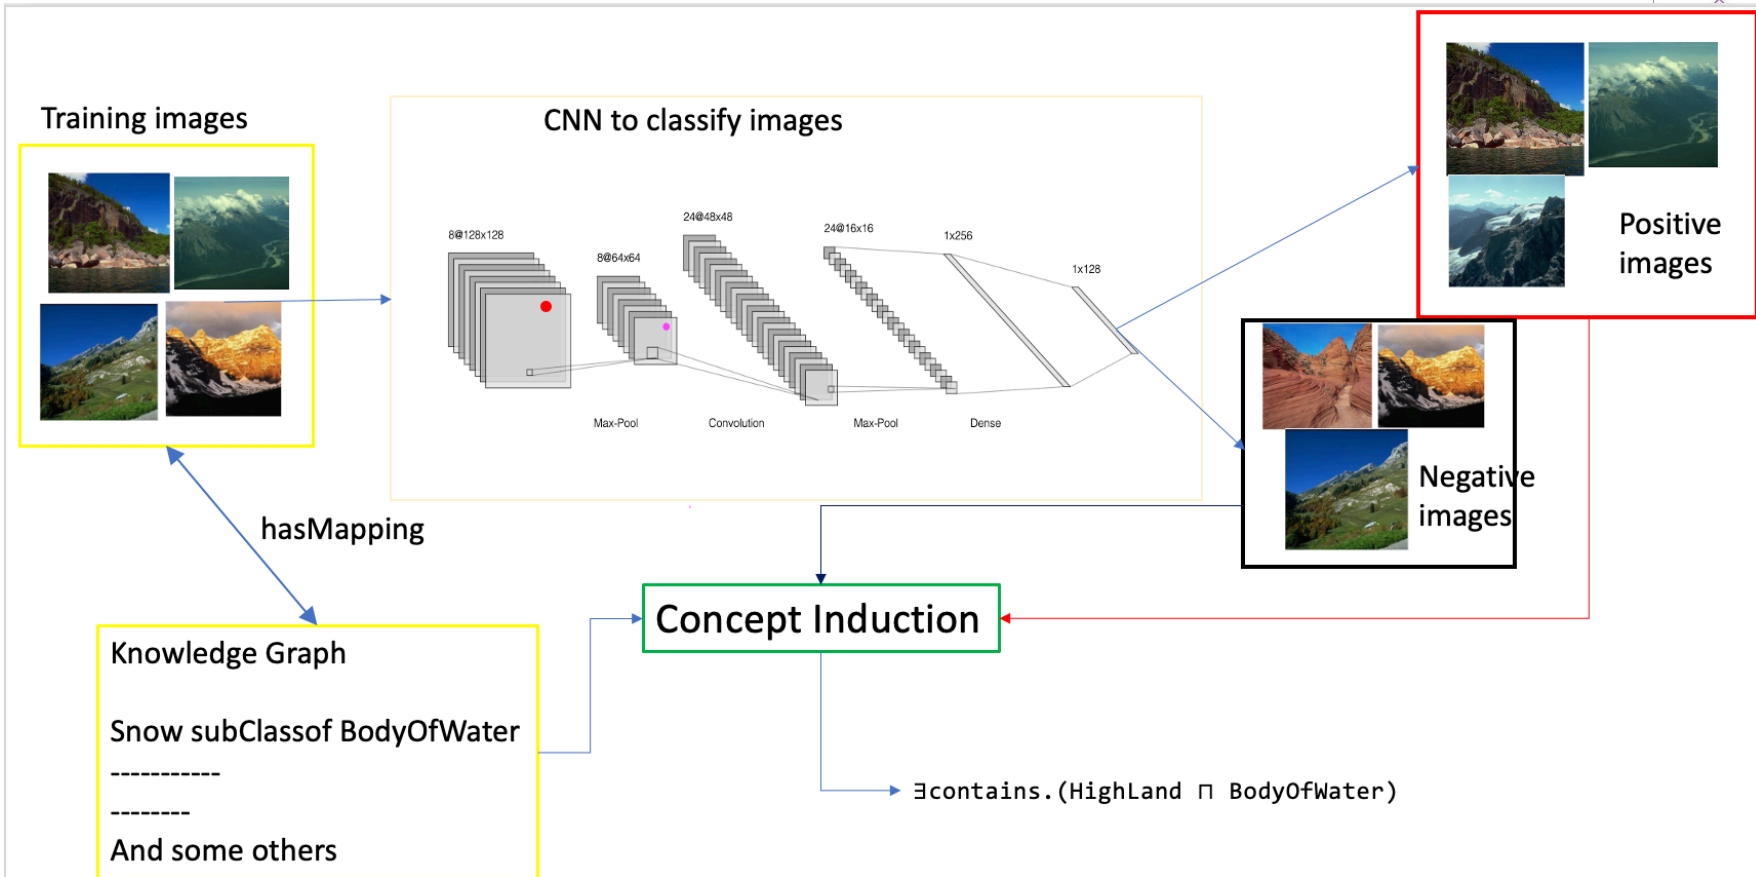 Training images
CNN to classify images
8@128x128
8@64x64
24@48x48
24@16x16
1x256
1x128
Max-Pool
Convolution
Max-Pool
Dense
Positive
images
Negative
images
hasMapping
Concept Induction
Knowledge Graph
Snow subClassof BodyOfWater
-----------
--------
And some others
∃contains.(HighLand ⊓ BodyOfWater)